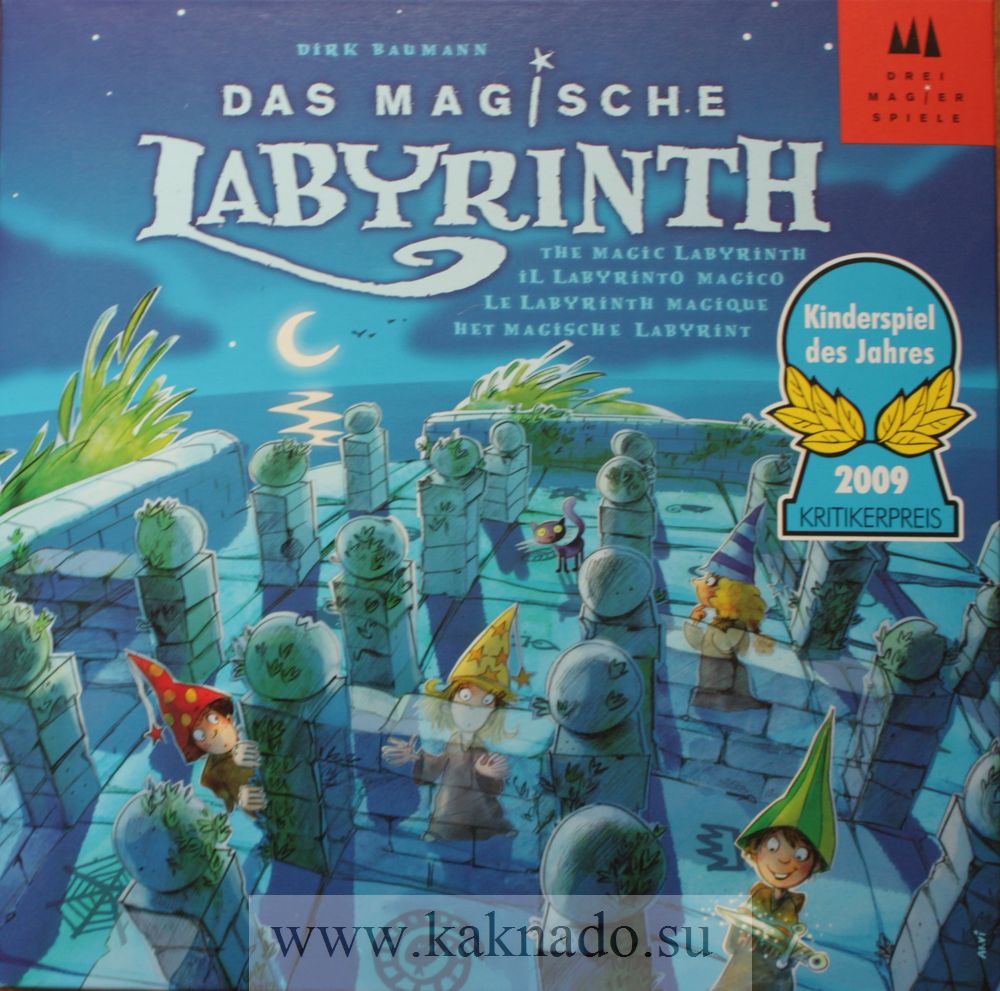 DIRK BAUMANN
DAS MAGISCHE
LABYRINTH
THE MAGIC LABYRINTH
IL LABYRINTO MAGICO
LE LABYRINTH MAGIQUE
HET MAGISCHE LABYRINT
DREI
MAGIER
SPIELE
Kinderspiel
des Jahres
2009
KRITIKERPREIS
www.kaknado.su